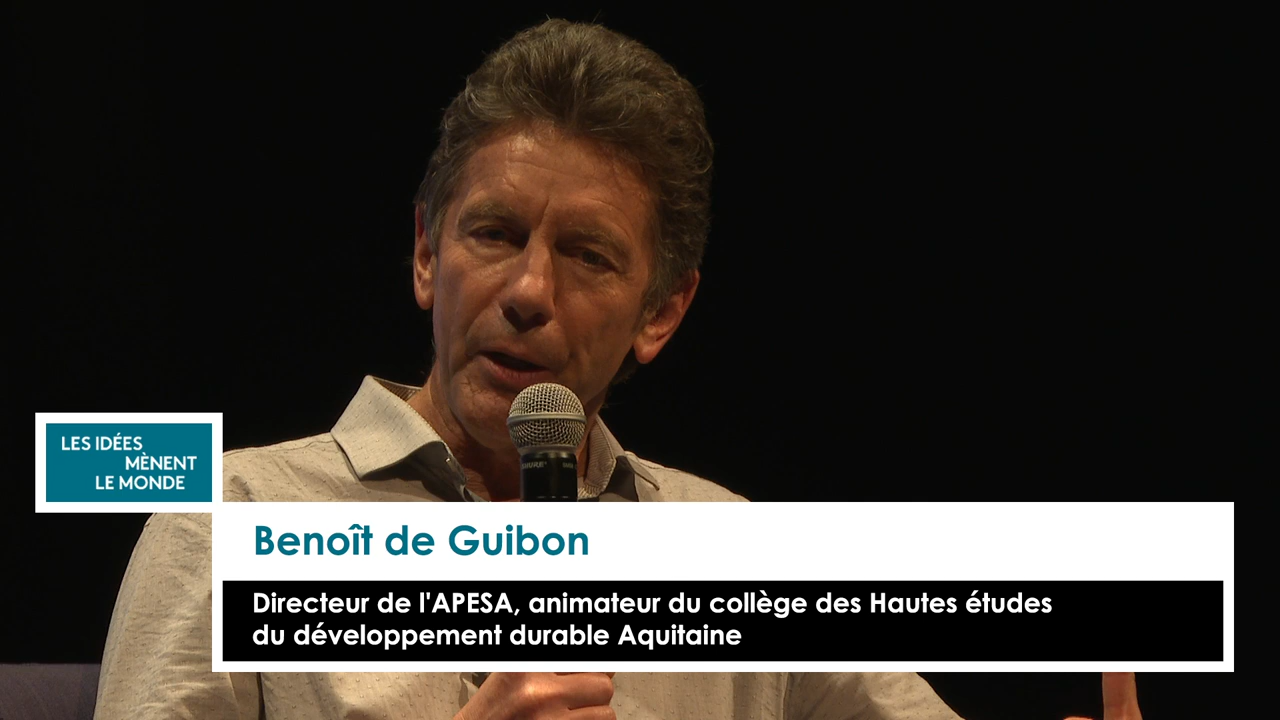 LES IDÉES
MÈNENT
LE MONDE
Benoît de Guibon
Directeur de l'APESA, animateur du collège des Hautes études
du développement durable Aquitaine